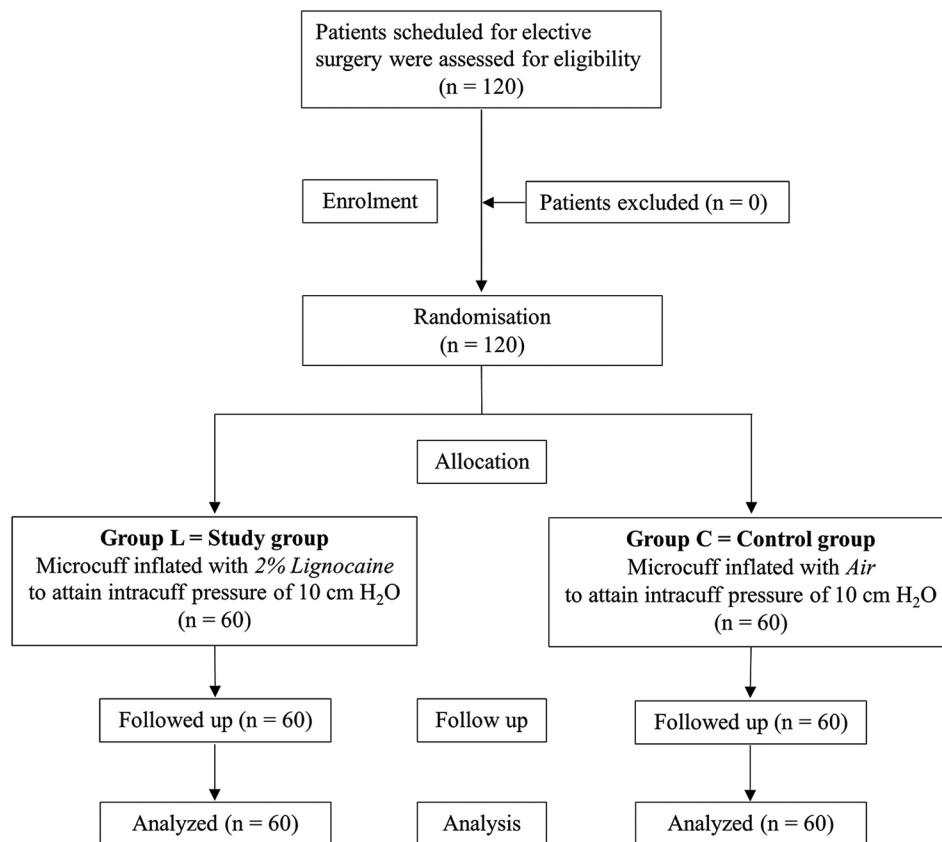 Patients scheduled for elective
surgery were assessed for eligibility
(n = 120)
Enrolment
Patients excluded (n = 0)
Randomisation
(n = 120)
Allocation
Group L = Study group
Microcuff inflated with 2% Lignocaine
to attain intracuff pressure of 10 cm H₂O
(n = 60)
Group C = Control group
Microcuff inflated with Air
to attain intracuff pressure of 10 cm H₂O
(n = 60)
Followed up (n = 60)
Follow up
Followed up (n = 60)
Analyzed (n = 60)
Analysis
Analyzed (n = 60)